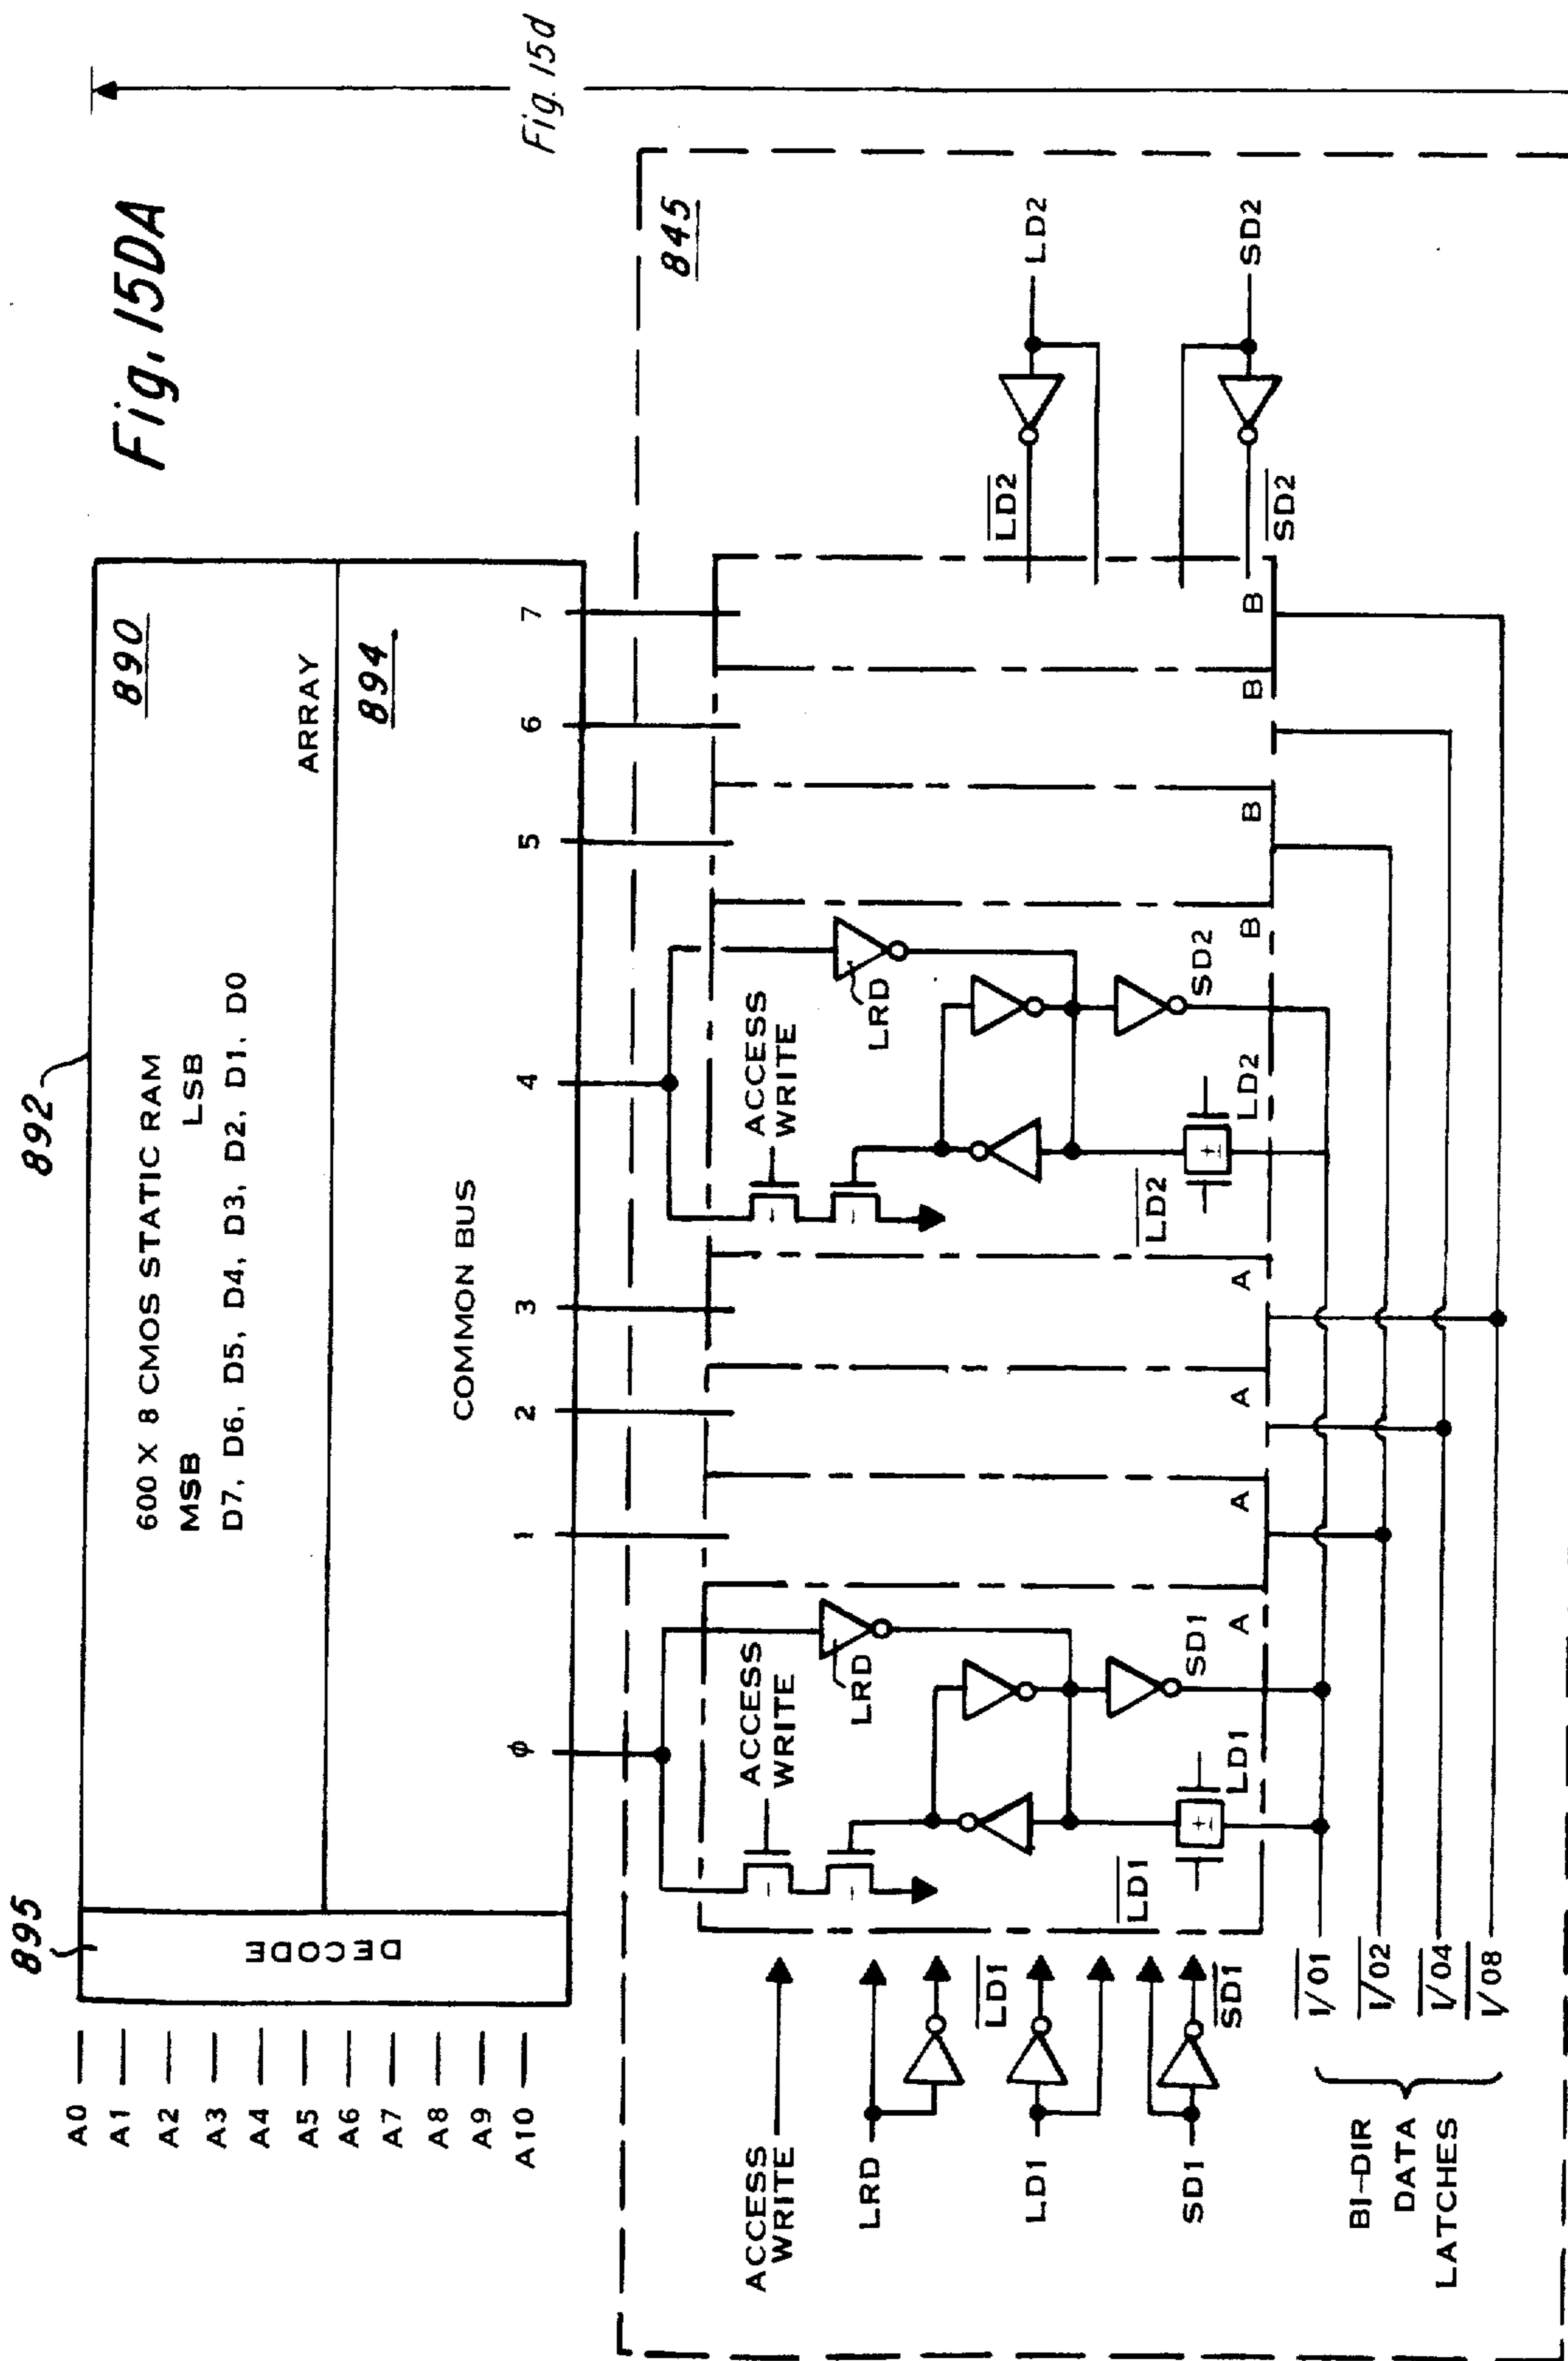 Fig. 15DA
Fig. 15d
892
895
890
600 X 8 CMOS STATIC RAM
MSB LSB
D7, D6, D5, D4, D3, D2, D1, D0
ARRAY
894
DECODE
COMMON BUS
A0
A1
A2
A3
A4
A5
A6
A7
A8
A9
A10
ϕ 1 2 3 4 5 6 7
845
ACCESS
WRITE
LRD
LD1
SD1
LD1
SD1
ACCESS
WRITE
LRD
SD1
LD1
LD1
A A A A
ACCESS
WRITE
LRD
SD2
LD2
LD2
B B B B
LD2
LD2
SD2
SD2
BI-DIR
DATA
LATCHES
I/01
I/02
I/04
I/08